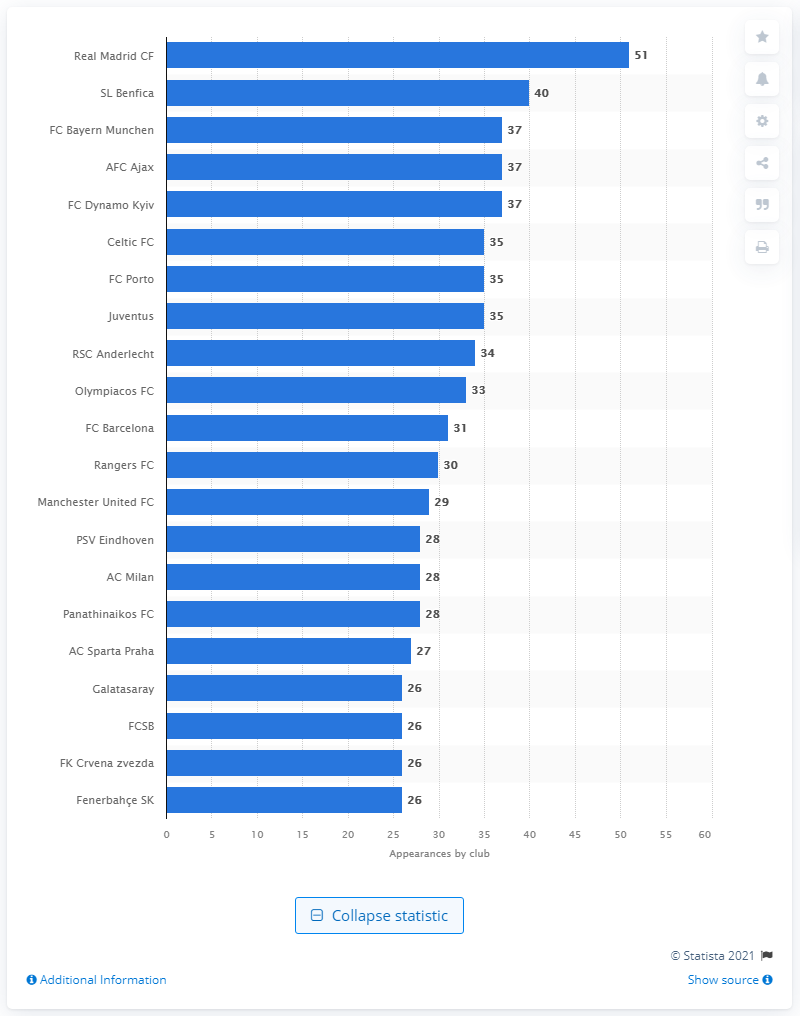 Real Madrid CF 51
SL Benfica 40
FC Bayern Munchen 37
AFC Ajax 37
FC Dynamo Kyiv 37
Celtic FC 35
FC Porto 35
Juventus 35
RSC Anderlecht 34
Olympiacos FC 33
FC Barcelona 31
Rangers FC 30
Manchester United FC 29
PSV Eindhoven 28
AC Milan 28
Panathinaikos FC 28
AC Sparta Praha 27
Galatasaray 26
FCSB 26
FK Crvena zvezda 26
Fenerbahçe SK 26
0 5 10 15 20 25 30 35 40 45 50 55 60
Appearances by club
Collapse statistic
© Statista 2021
Additional Information Show source